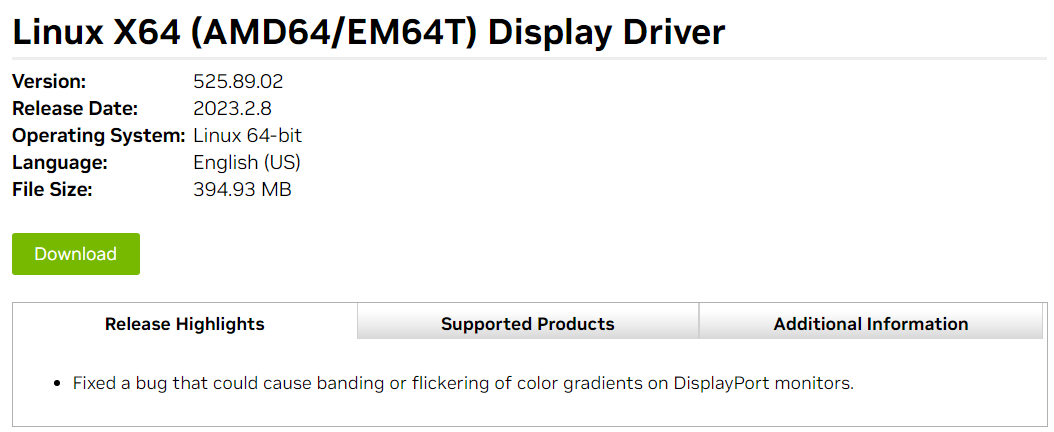 Linux X64 (AMD64/EM64T) Display Driver
Version: 525.89.02
Release Date: 2023.2.8
Operating System: Linux 64-bit
Language: English (US)
File Size: 394.93 MB
Download
Release Highlights Supported Products Additional Information
• Fixed a bug that could cause banding or flickering of color gradients on DisplayPort monitors.